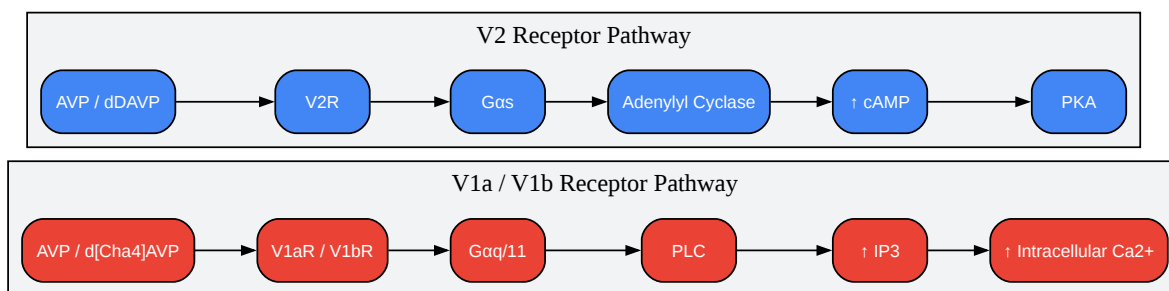 V2 Receptor Pathway
AVP / dDAVP
V2R
Gαs
Adenylyl Cyclase
↑ cAMP
PKA
V1a / V1b Receptor Pathway
AVP / d[Cha4]AVP
V1aR / V1bR
Gαq/11
PLC
↑ IP3
↑ Intracellular Ca2+